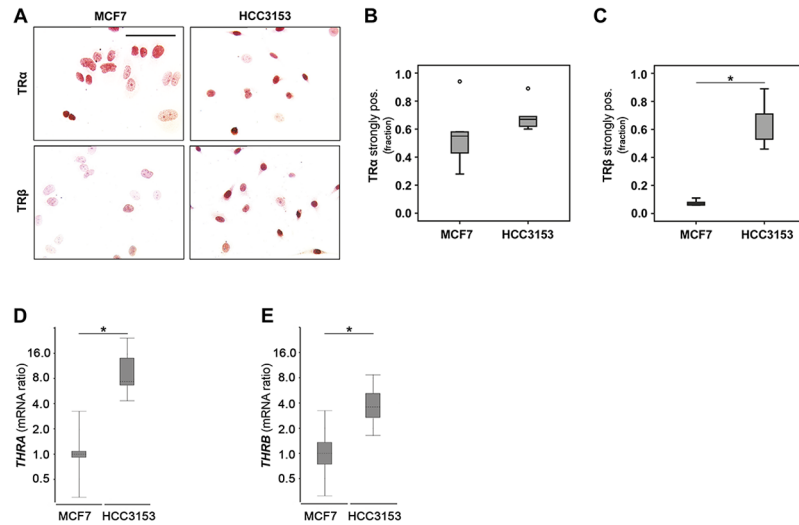 A
MCF7
HCC3153
TRα
TRβ
B
TRα strongly pos.
(fraction)
1.0
0.8
0.6
0.4
0.2
0.0
MCF7
HCC3153
C
TRβ strongly pos.
(fraction)
1.0
0.8
0.6
0.4
0.2
0.0
*
MCF7
HCC3153
D
THRA (mRNA ratio)
16.0
8.0
4.0
2.0
1.0
0.5
*
MCF7
HCC3153
E
THRB (mRNA ratio)
16.0
8.0
4.0
2.0
1.0
0.5
*
MCF7
HCC3153